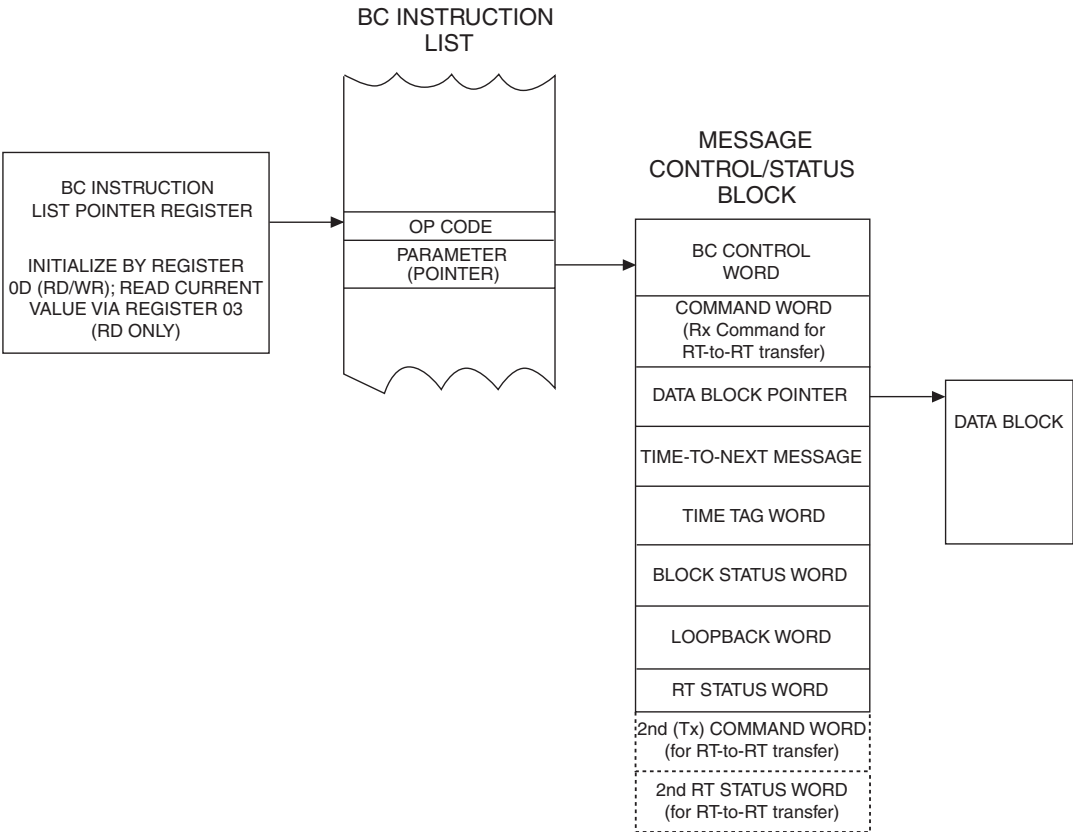 BC INSTRUCTION
LIST
BC INSTRUCTION
LIST POINTER REGISTER
INITIALIZE BY REGISTER
0D (RD/WR); READ CURRENT
VALUE VIA REGISTER 03
(RD ONLY)
OP CODE
PARAMETER
(POINTER)
MESSAGE
CONTROL/STATUS
BLOCK
BC CONTROL
WORD
COMMAND WORD
(Rx Command for
RT-to-RT transfer)
DATA BLOCK POINTER
TIME-TO-NEXT MESSAGE
TIME TAG WORD
BLOCK STATUS WORD
LOOPBACK WORD
RT STATUS WORD
2nd (Tx) COMMAND WORD
(for RT-to-RT transfer)
2nd RT STATUS WORD
(for RT-to-RT transfer)
DATA BLOCK